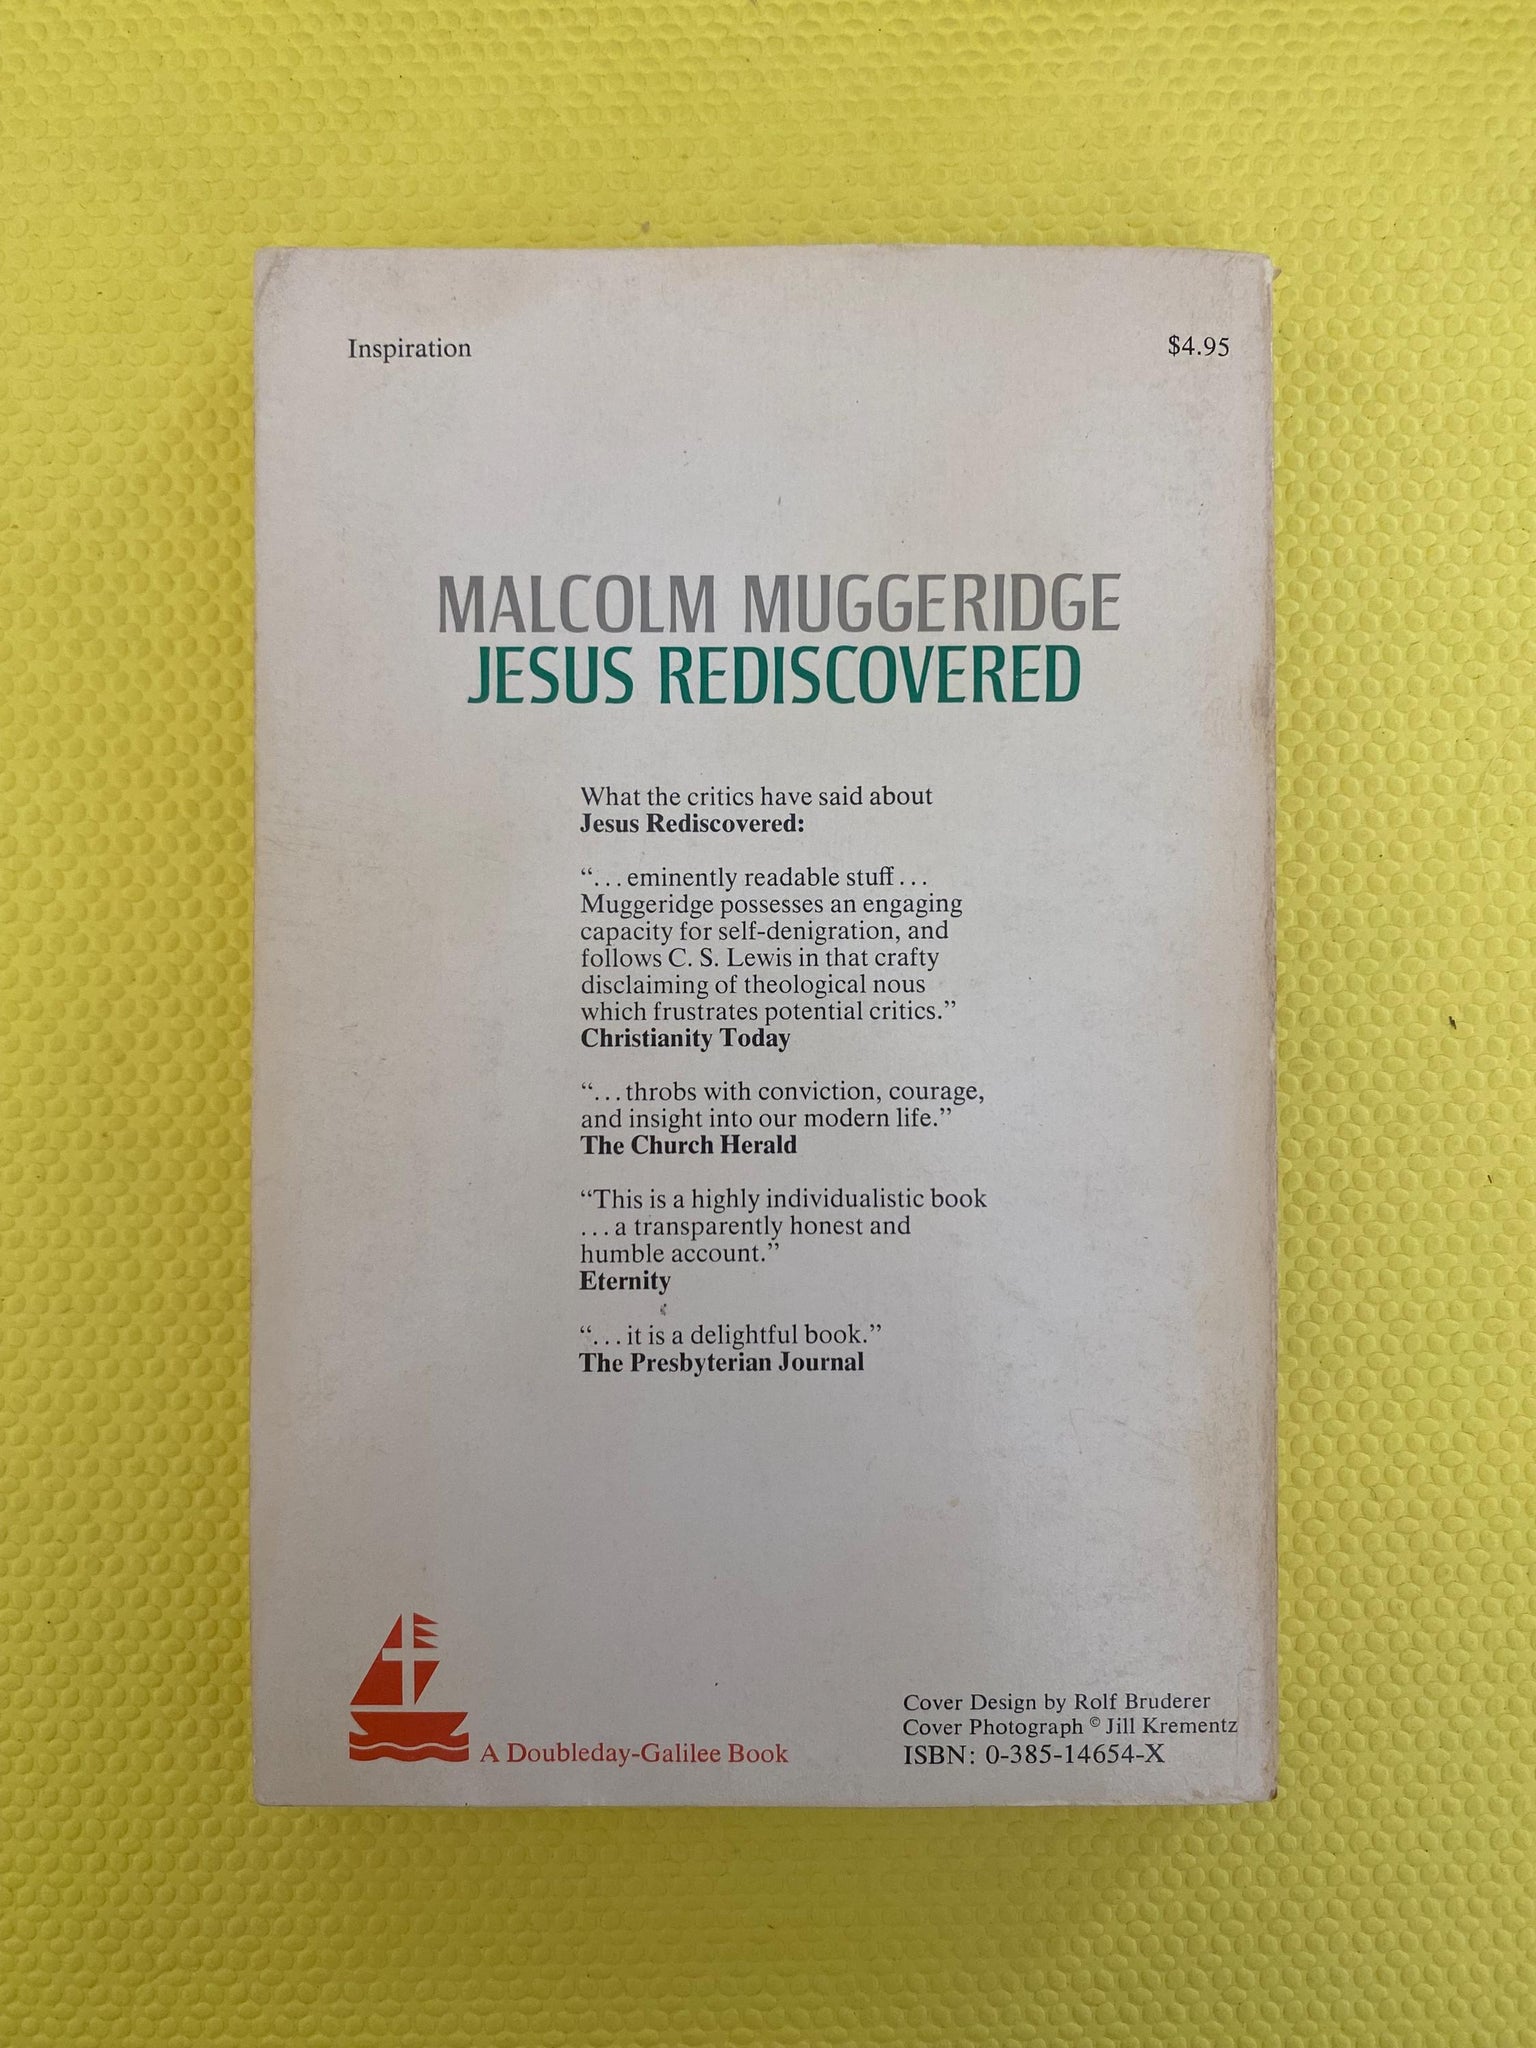 Inspiration
$4.95
MALCOLM MUGGERIDGE
JESUS REDISCOVERED
What the critics have said about
Jesus Rediscovered:
“...eminently readable stuff...
Muggeridge possesses an engaging
capacity for self-denigration, and
follows C. S. Lewis in that crafty
disclaiming of theological nous
which frustrates potential critics.”
Christianity Today
“...throbs with conviction, courage,
and insight into our modern life.”
The Church Herald
“This is a highly individualistic book
...a transparently honest and
humble account.”
Eternity
“...it is a delightful book.”
The Presbyterian Journal
A Doubleday-Galilee Book
Cover Design by Rolf Bruderer
Cover Photograph © Jill Krementz
ISBN: 0-385-14654-X